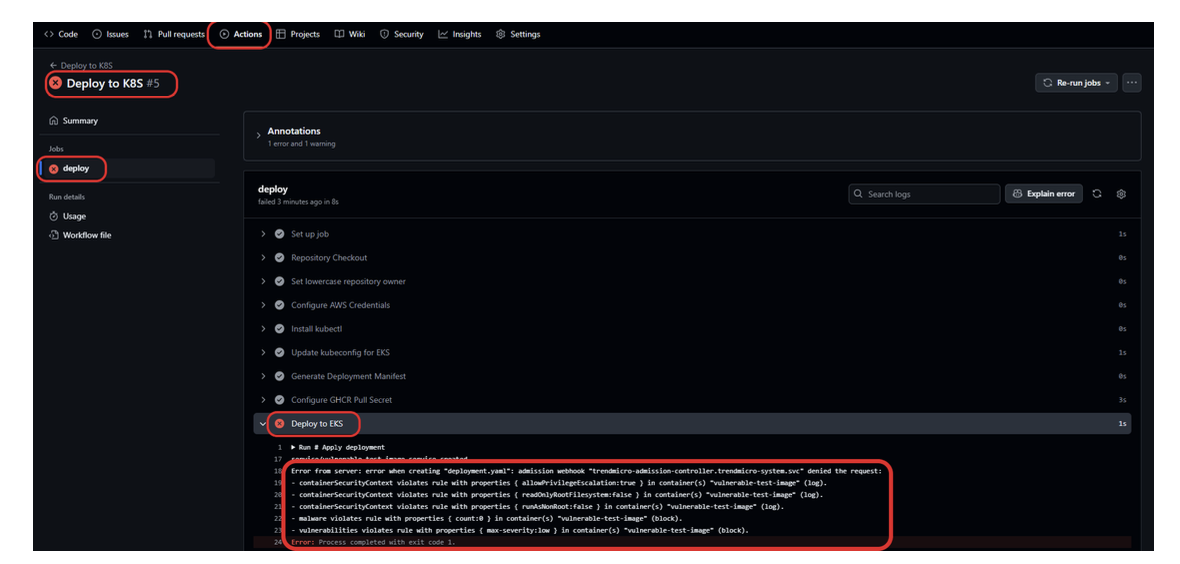 Code Issues Pull requests Actions Projects Wiki Security Insights Settings
← Deploy to K8S
Deploy to K8S #5
Re-run jobs
Summary
Jobs
deploy
Run details
Usage
Workflow file
Annotations
1 error and 1 warning
deploy
failed 3 minutes ago in 8s
Search logs
Explain error
Set up job 1s
Repository Checkout 0s
Set lowercase repository owner 0s
Configure AWS Credentials 0s
Install kubectl 0s
Update kubeconfig for EKS 1s
Generate Deployment Manifest 0s
Configure GHCR Pull Secret 3s
Deploy to EKS 1s
1 ▶ Run # Apply deployment
17 service/vulnerable-test-image-service created
18 Error from server: error when creating "deployment.yaml": admission webhook "trendmicro-admission-controller.trendmicro-system.svc" denied the request:
19 - containerSecurityContext violates rule with properties { allowPrivilegeEscalation:true } in container(s) "vulnerable-test-image" (log).
20 - containerSecurityContext violates rule with properties { readOnlyRootFilesystem:false } in container(s) "vulnerable-test-image" (log).
21 - containerSecurityContext violates rule with properties { runAsNonRoot:false } in container(s) "vulnerable-test-image" (log).
22 - malware violates rule with properties { count:0 } in container(s) "vulnerable-test-image" (block).
23 - vulnerabilities violates rule with properties { max-severity:low } in container(s) "vulnerable-test-image" (block).
24 Error: Process completed with exit code 1.